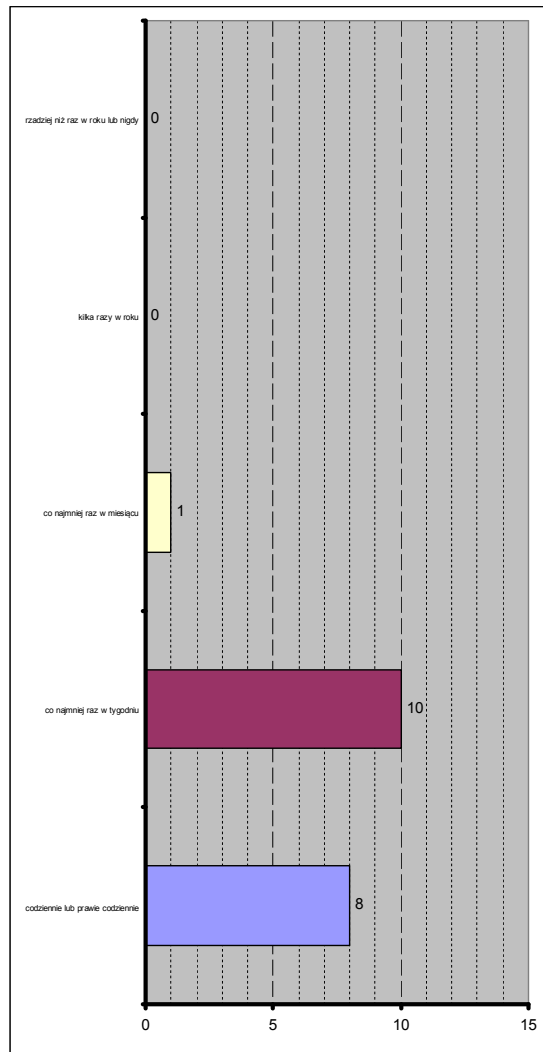 rzadziej niż raz w roku lub nigdy 0
kilka razy w roku 0
co najmniej raz w miesiącu 1
co najmniej raz w tygodniu 10
codziennie lub prawie codziennie 8
0 5 10 15